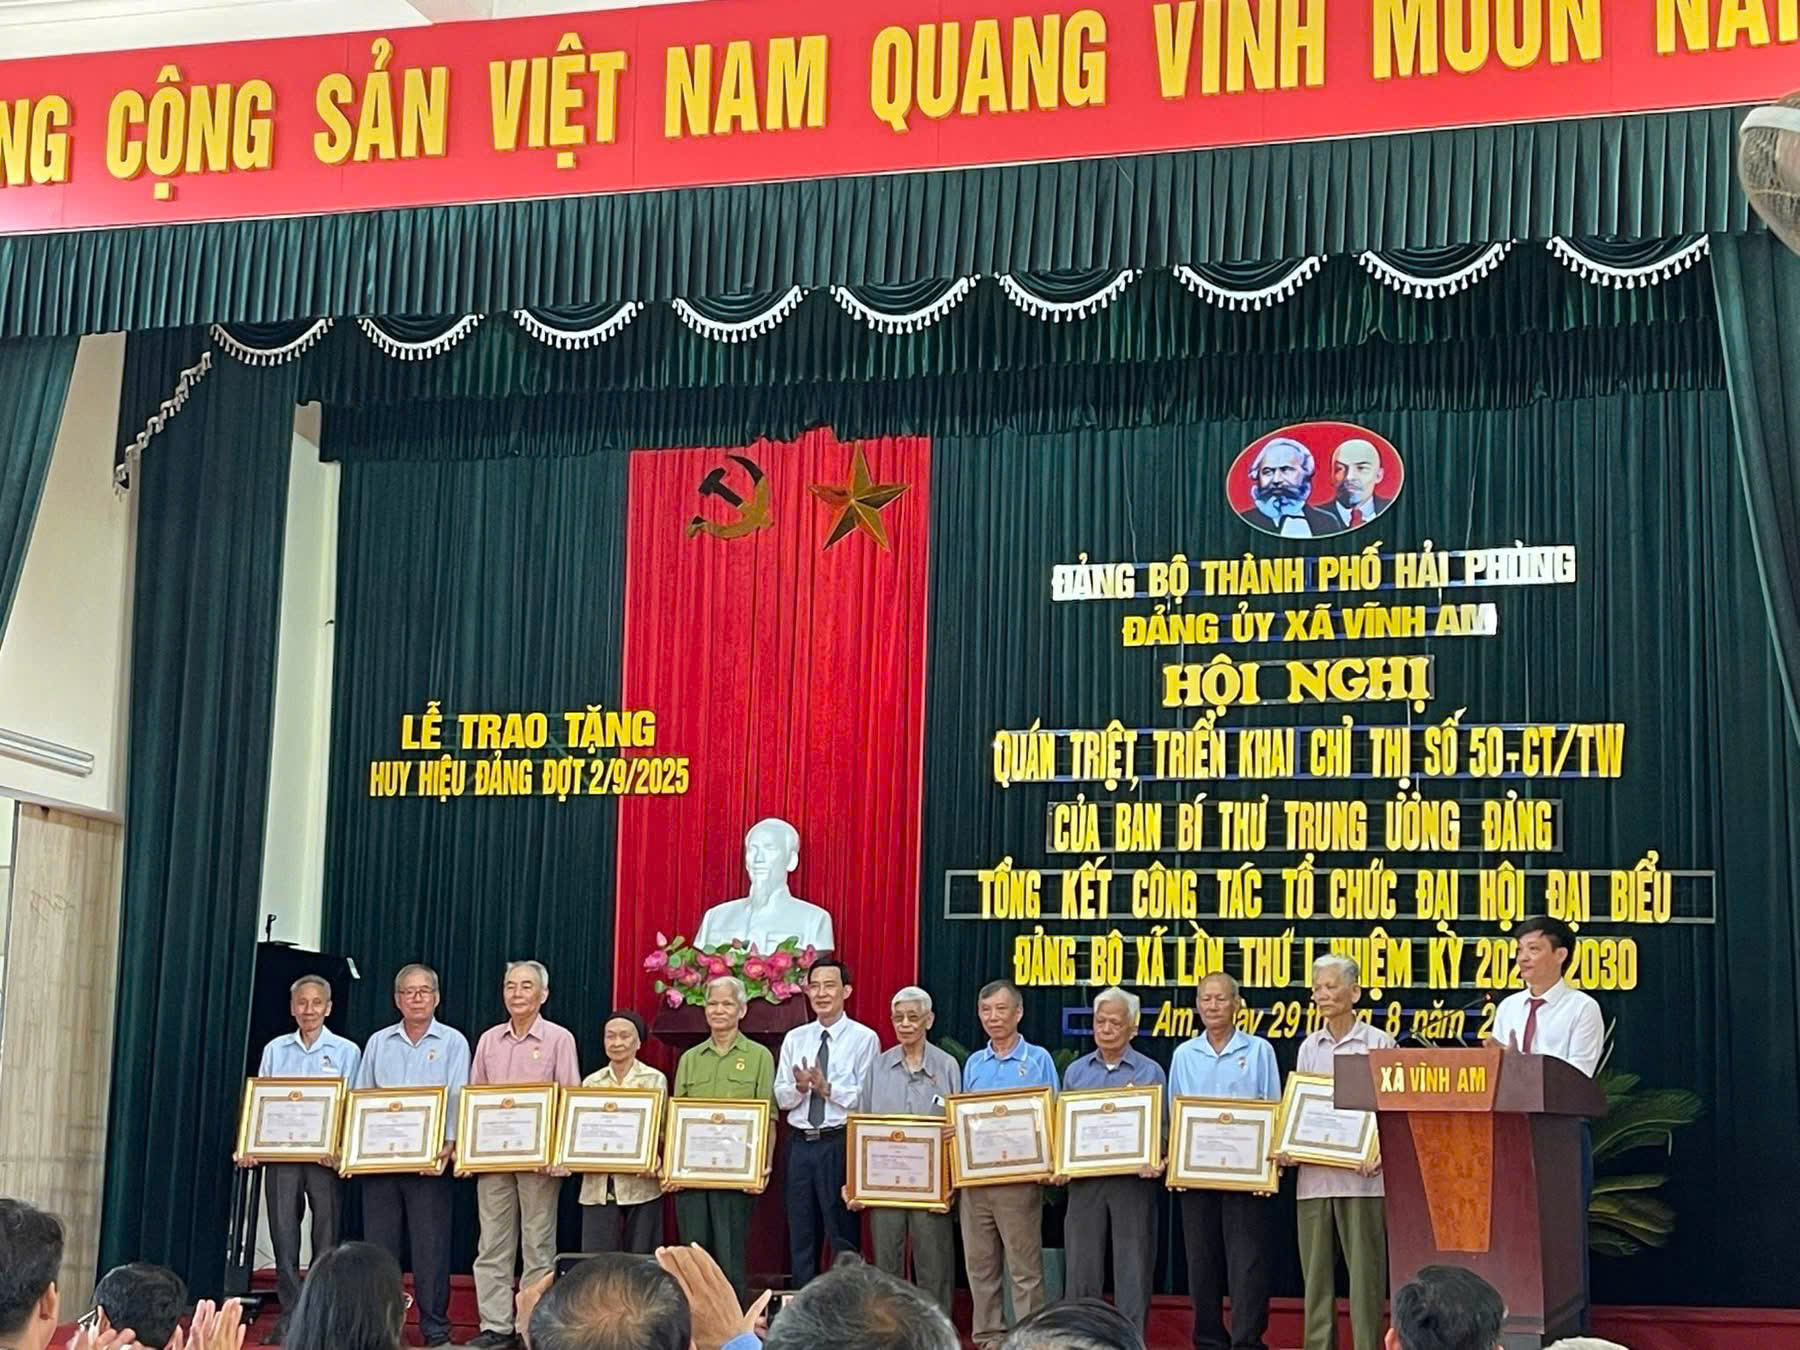 CỘNG SẢN VIỆT NAM QUANG VINH MUÔN
LỄ TRAO TẶNG
HUY HIỆU ĐẢNG ĐỢT 2/9/2025
ĐẢNG BỘ THÀNH PHỐ HẢI PHÒNG
ĐẢNG ỦY XÃ VĨNH AM
HỘI NGHỊ
QUÁN TRIỆT, TRIỂN KHAI CHỈ THỊ SỐ 50-CT/TW
CỦA BAN BÍ THƯ TRUNG ƯƠNG ĐẢNG
TỔNG KẾT CÔNG TÁC TỔ CHỨC ĐẠI HỘI ĐẠI BIỂU
ĐẢNG BỘ XÃ LẦN THỨ I NHIỆM KỲ 2030
Am, ngày 29 tháng 8 năm
XÃ VĨNH AM